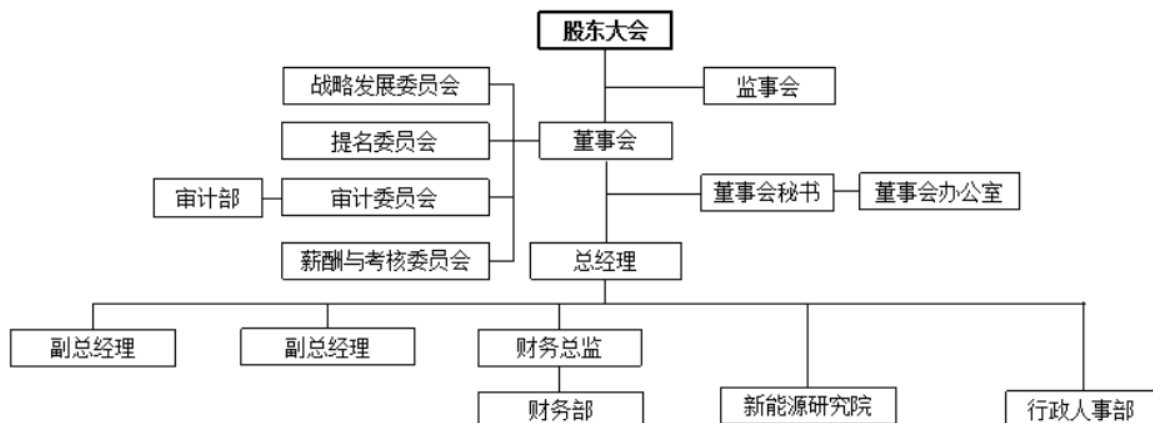 股东大会
战略发展委员会
监事会
提名委员会
董事会
审计部
审计委员会
董事会秘书
董事会办公室
薪酬与考核委员会
总经理
副总经理
副总经理
财务总监
财务部
新能源研究院
行政人事部